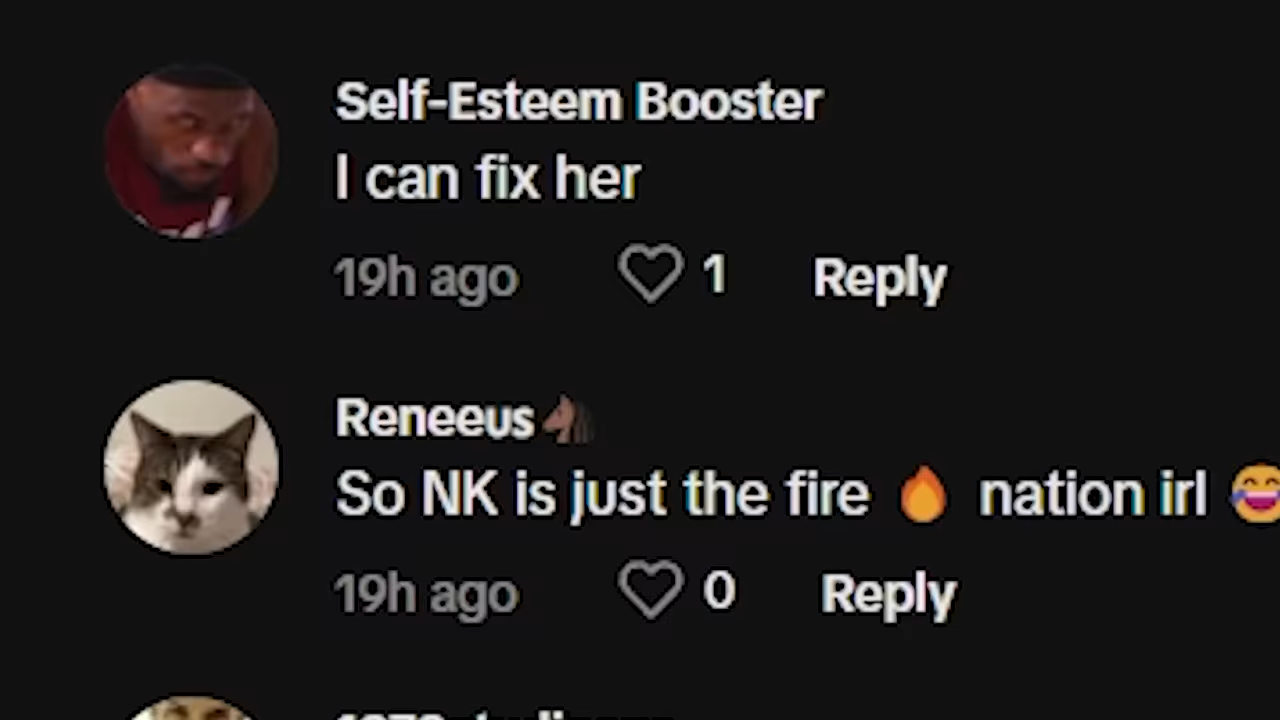 Self-Esteem Booster
I can fix her
19h ago 1 Reply
Reneeus🐴
So NK is just the fire 🔥 nation irl 😂
19h ago 0 Reply